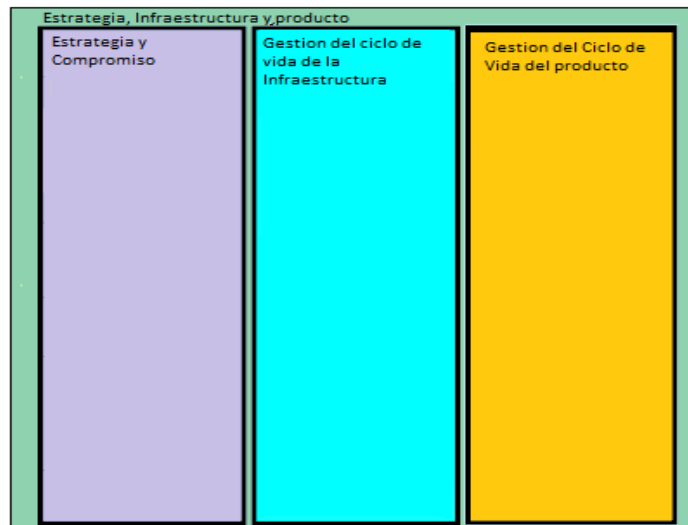 Estrategia, Infraestructura y producto
Estrategia y
Compromiso
Gestion del ciclo de
vida de la
Infraestructura
Gestion del Ciclo de
Vida del producto